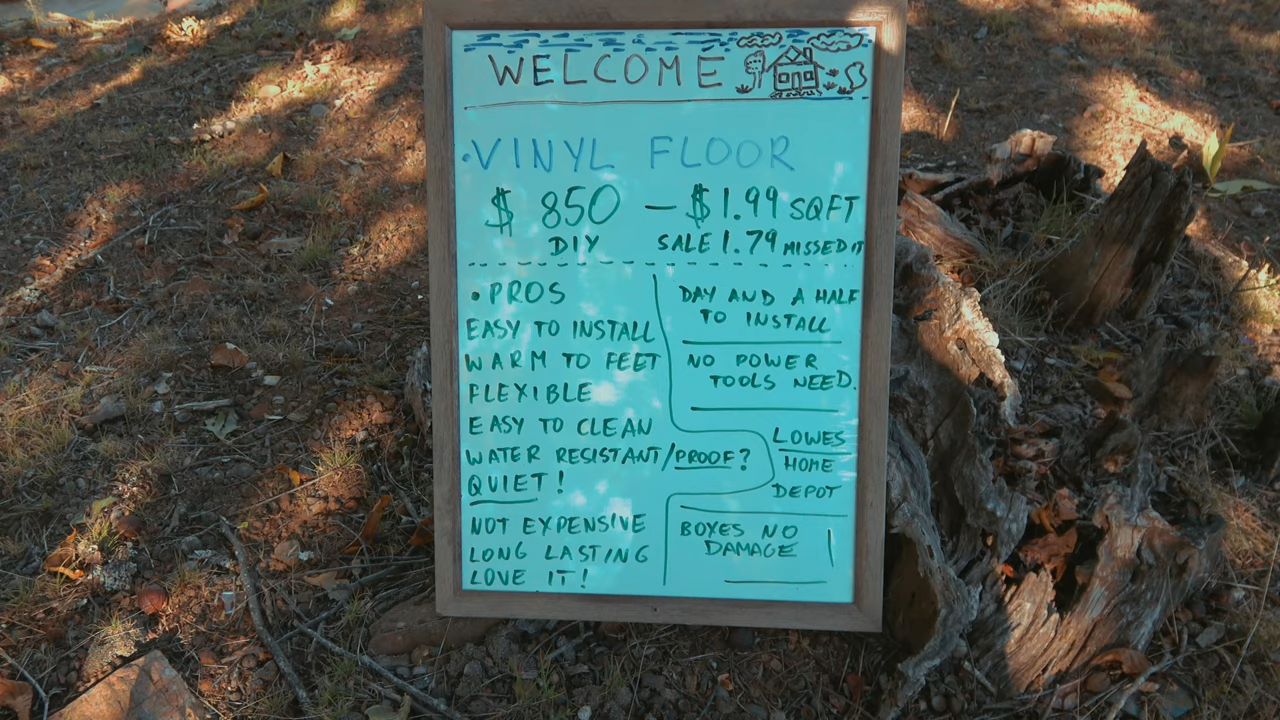 WELCOME
·VINYL FLOOR
$ 850 – $1.99 SQFT
DIY SALE 1.79 MISSED IT
• PROS
EASY TO INSTALL
WARM TO FEET
FLEXIBLE
EASY TO CLEAN
WATER RESISTANT/PROOF?
QUIET!
NOT EXPENSIVE
LONG LASTING
LOVE IT!
DAY AND A HALF
TO INSTALL
NO POWER
TOOLS NEED.
LOWES
HOME
DEPOT
BOXES NO
DAMAGE